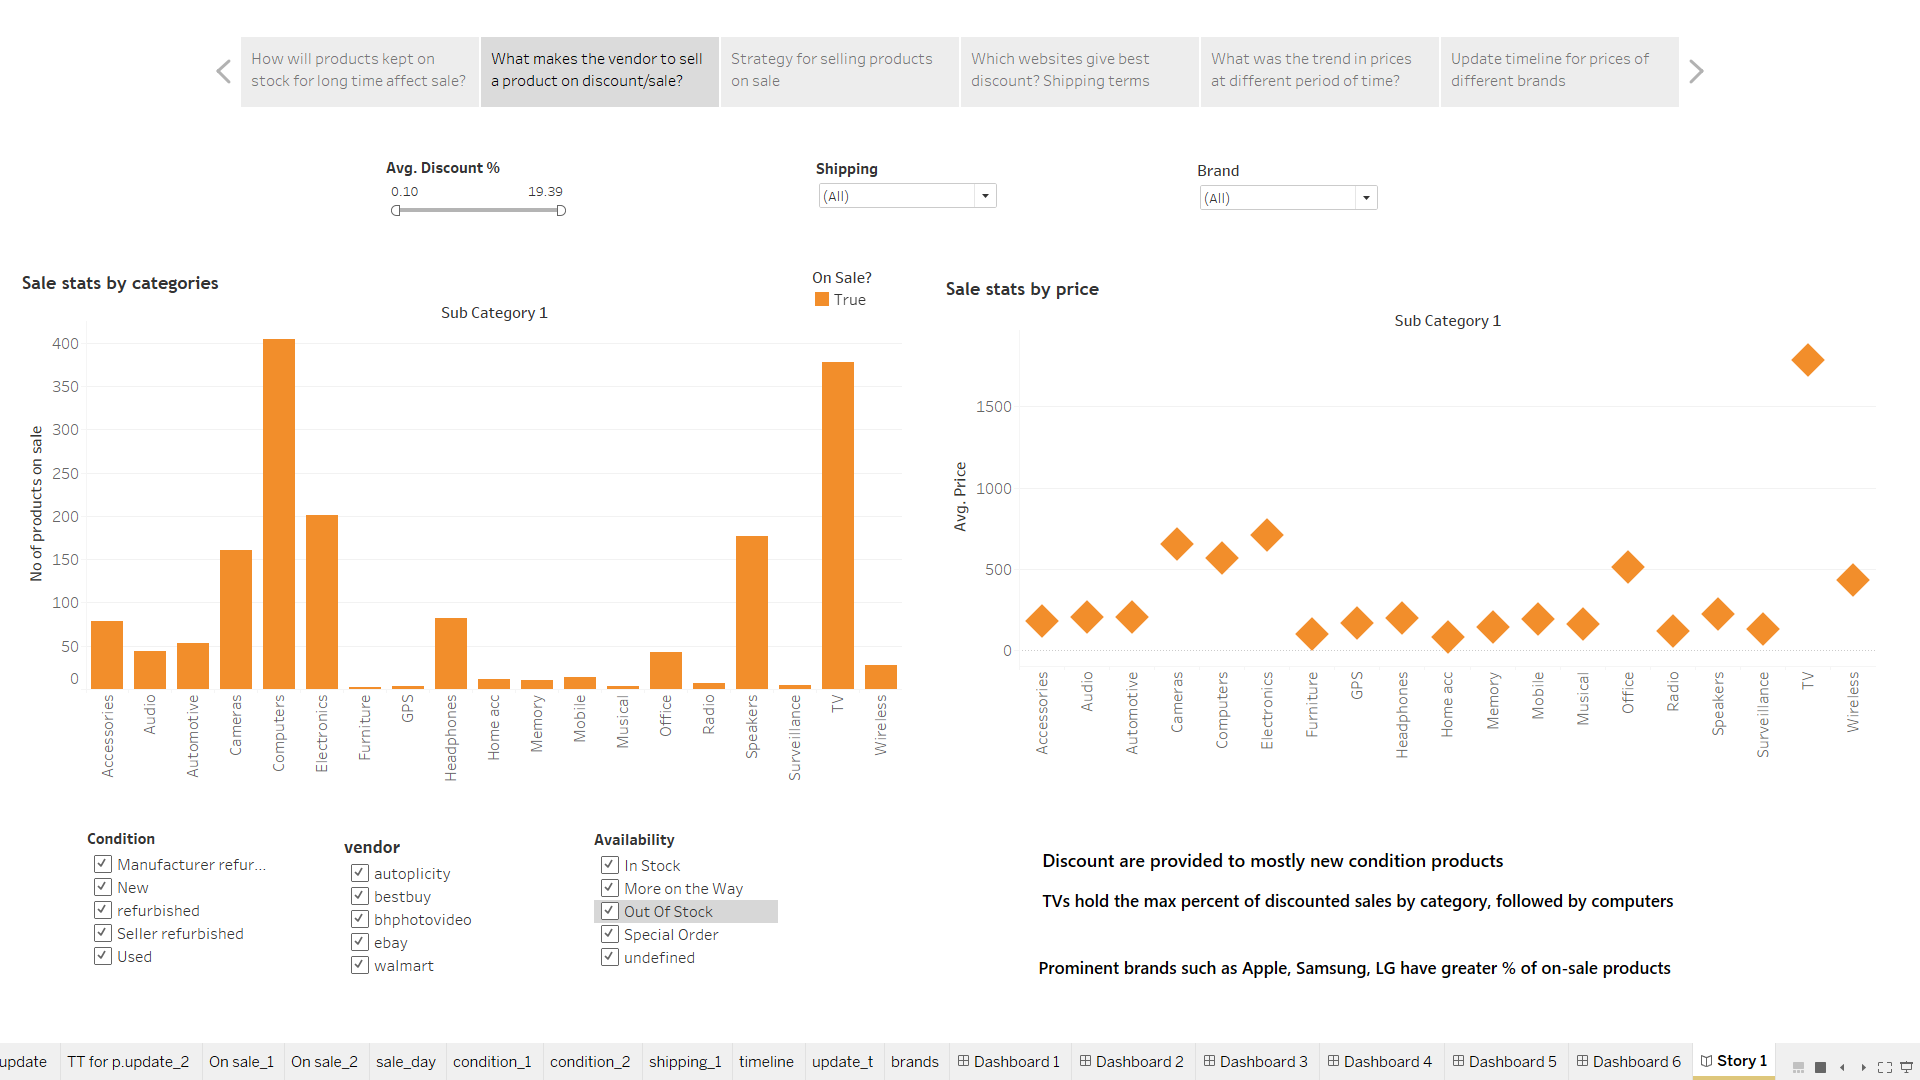 How will products kept on
stock for long time affect sale?
What makes the vendor to sell
a product on discount/sale?
Strategy for selling products
on sale
Which websites give best
discount? Shipping terms
What was the trend in prices
at different period of time?
Update timeline for prices of
different brands
Avg. Discount %
0.10
19.39
Shipping
(All)
Brand
(All)
Sale stats by categories
On Sale?
True
Sub Category 1
No of products on sale
400
350
300
250
200
150
100
50
0
Accessories
Audio
Automotive
Cameras
Computers
Electronics
Furniture
GPS
Headphones
Home acc
Memory
Mobile
Musical
Office
Radio
Speakers
Surveillance
TV
Wireless
Sale stats by price
Sub Category 1
Avg. Price
1500
1000
500
0
Accessories
Audio
Automotive
Cameras
Computers
Electronics
Furniture
GPS
Headphones
Home acc
Memory
Mobile
Musical
Office
Radio
Speakers
Surveillance
TV
Wireless
Condition
Manufacturer refur...
New
refurbished
Seller refurbished
Used
vendor
autoplicity
bestbuy
bhphotovideo
ebay
walmart
Availability
In Stock
More on the Way
Out Of Stock
Special Order
undefined
Discount are provided to mostly new condition products
TVs hold the max percent of discounted sales by category, followed by computers
Prominent brands such as Apple, Samsung, LG have greater % of on-sale products
update
TT for p.update_2
On sale_1
On sale_2
sale_day
condition_1
condition_2
shipping_1
timeline
update_t
brands
Dashboard 1
Dashboard 2
Dashboard 3
Dashboard 4
Dashboard 5
Dashboard 6
Story 1